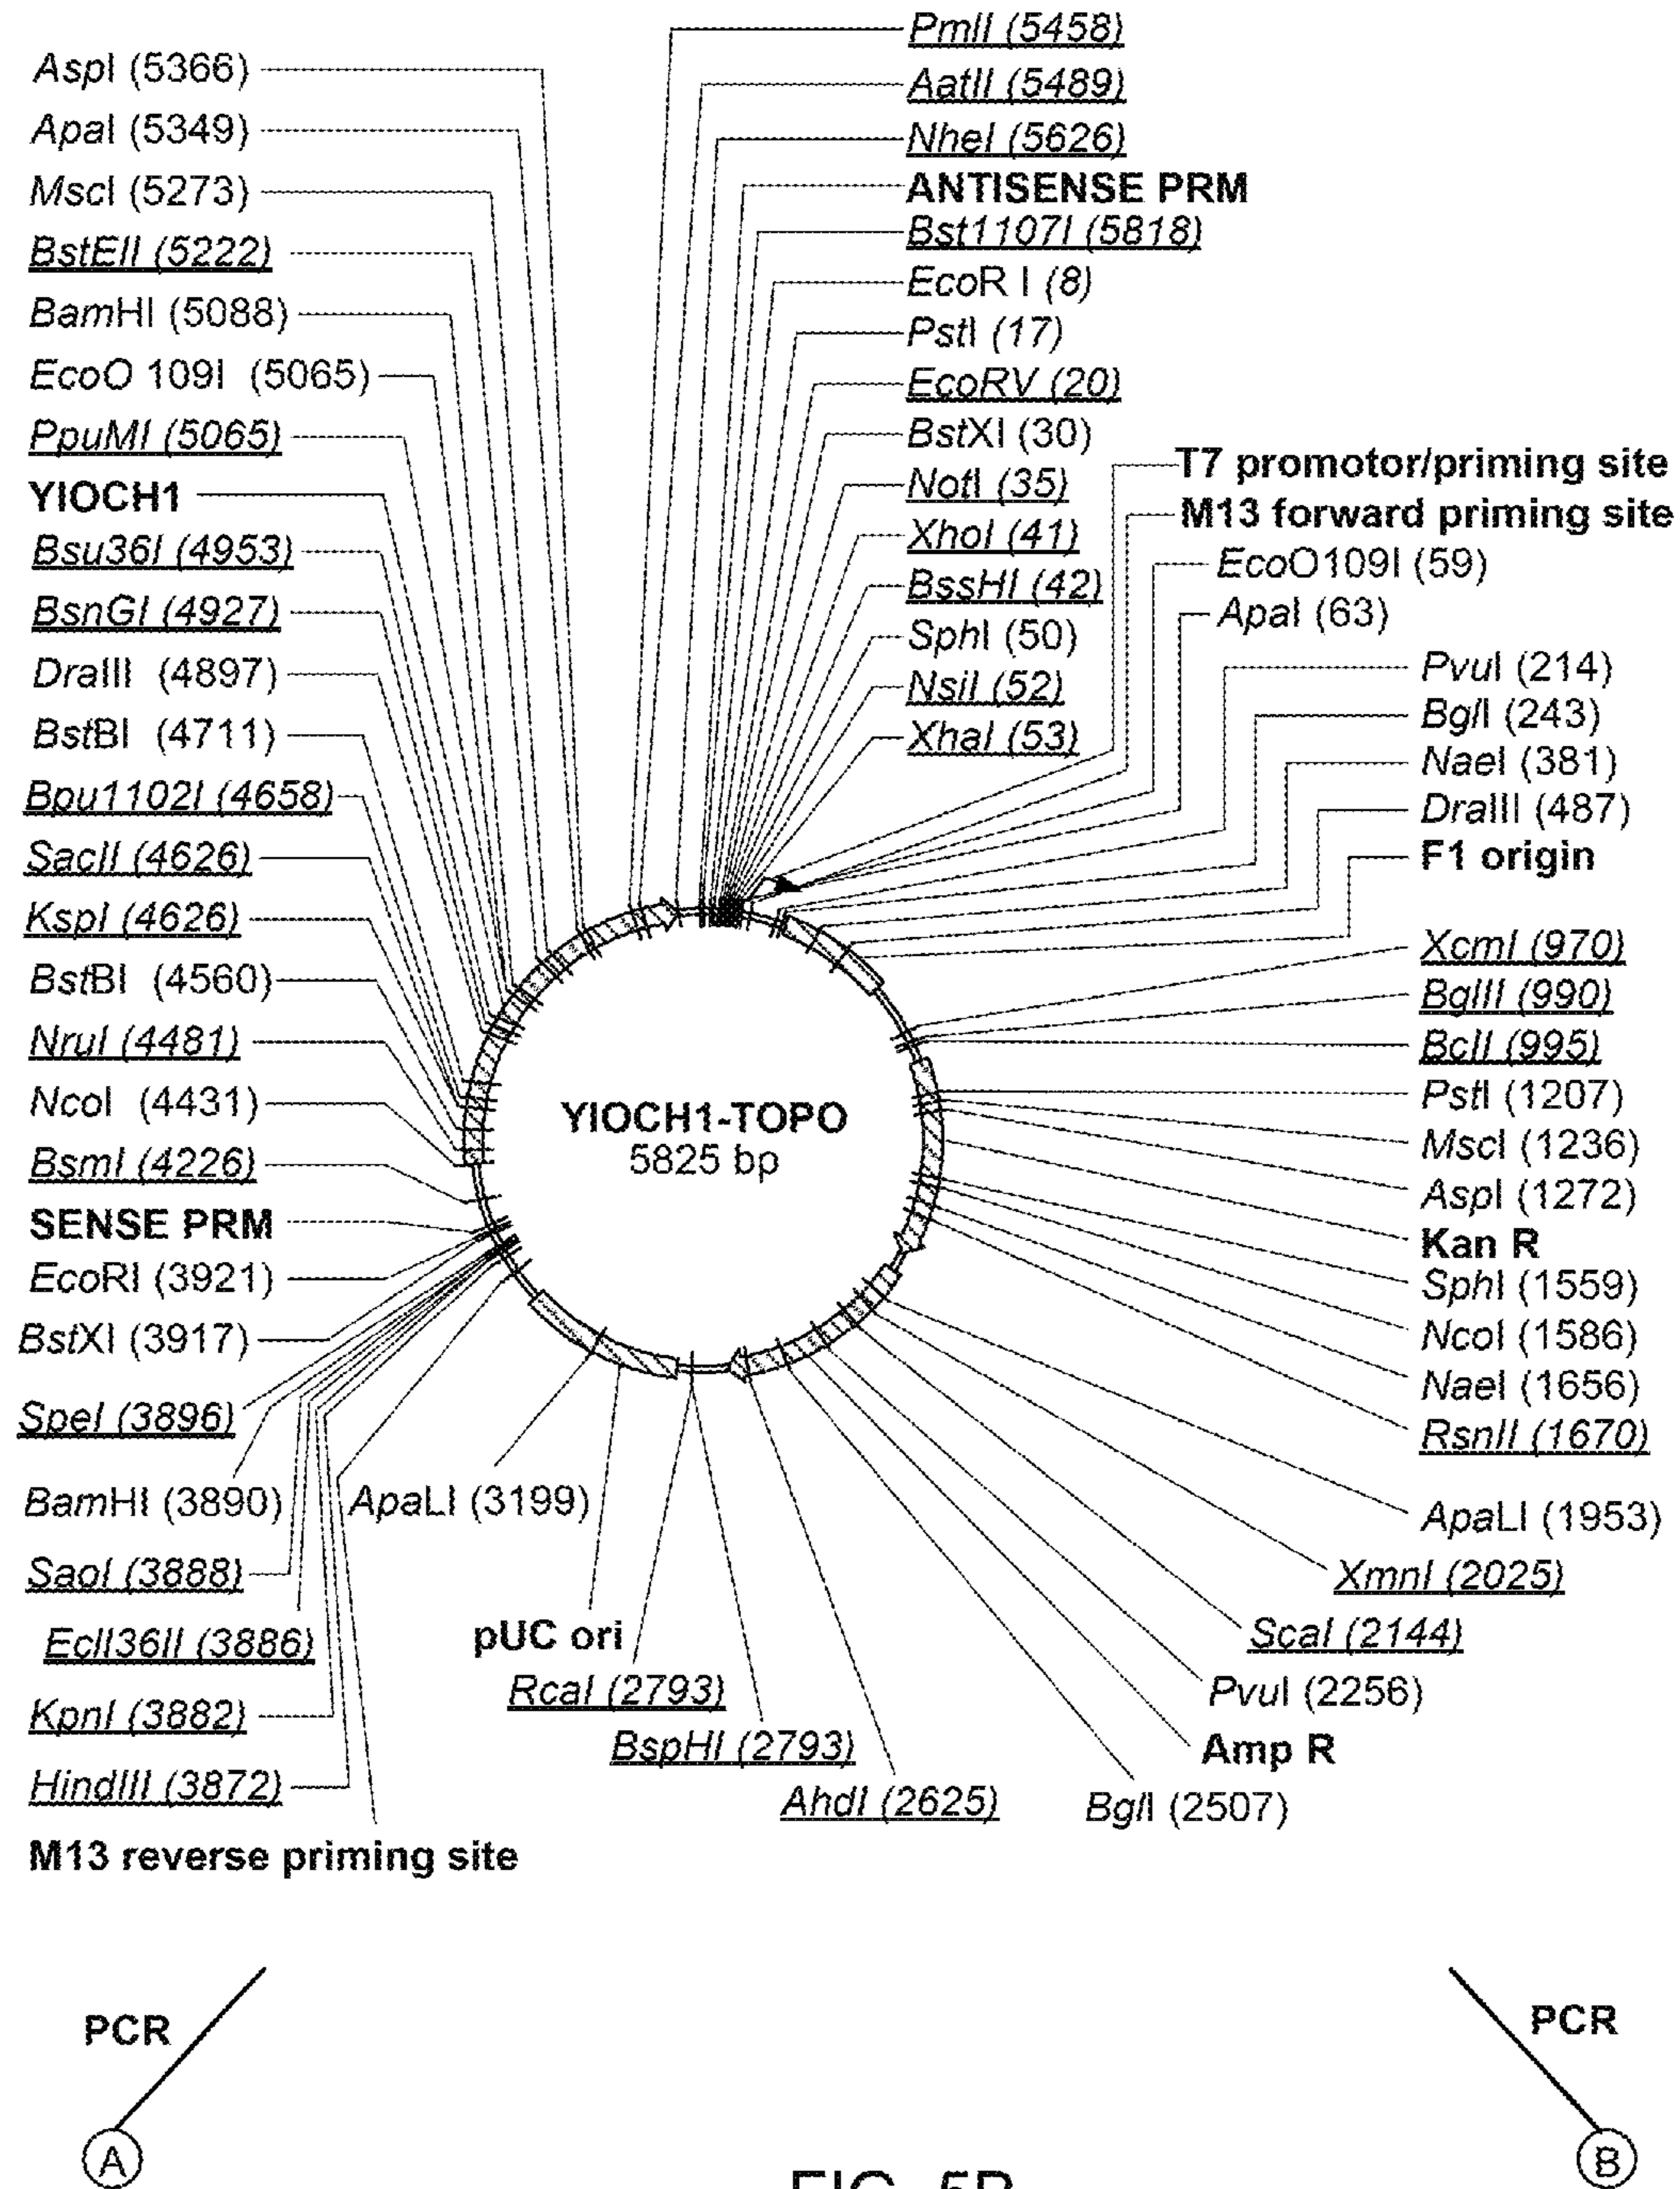 AspI (5366)
ApaI (5349)
MscI (5273)
BstEII (5222)
BamHI (5088)
EcoO 109I (5065)
PpuMI (5065)
YIOCH1
Bsu36I (4953)
BsnGI (4927)
DraIII (4897)
BstBI (4711)
Bpu1102I (4658)
SacII (4626)
KspI (4626)
BstBI (4560)
NruI (4481)
NcoI (4431)
BsmI (4226)
SENSE PRM
EcoRI (3921)
BstXI (3917)
SpeI (3896)
BamHI (3890)
SaoI (3888)
EclI36II (3886)
KpnI (3882)
HindIII (3872)
M13 reverse priming site
PmlI (5458)
AatII (5489)
NheI (5626)
ANTISENSE PRM
Bst1107I (5818)
EcoR I (8)
PstI (17)
EcoRV (20)
BstXI (30)
NotI (35)
XhoI (41)
BssHI (42)
SphI (50)
NsiI (52)
XhaI (53)
T7 promotor/priming site
M13 forward priming site
EcoO109I (59)
ApaI (63)
PvuI (214)
BglI (243)
NaeI (381)
DraIII (487)
F1 origin
XcmI (970)
BglII (990)
BclI (995)
PstI (1207)
MscI (1236)
AspI (1272)
Kan R
SphI (1559)
NcoI (1586)
NaeI (1656)
RsnII (1670)
ApaLI (1953)
XmnI (2025)
ScaI (2144)
PvuI (2256)
Amp R
BglI (2507)
AhdI (2625)
BspHI (2793)
RcaI (2793)
pUC ori
ApaLI (3199)
YIOCH1-TOPO
5825 bp
PCR
PCR
A
B
FIG. 5B